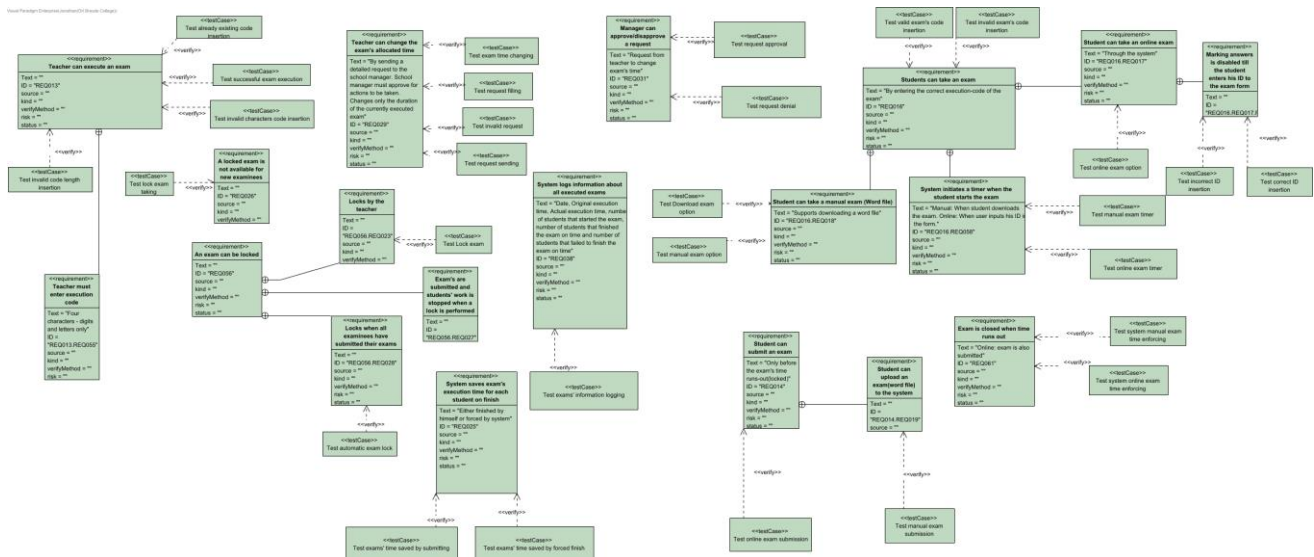 <<testCase>>
Test already existing code
insertion
<<verify>>
<<requirement>>
Teacher can execute an exam
Text = ""
ID = "REQ013"
source = ""
kind = ""
verifyMethod = ""
risk = ""
status = ""
<<verify>>
<<testCase>>
Test successful exam execution
<<verify>>
<<testCase>>
Test invalid characters code insertion
<<verify>>
<<testCase>>
Test invalid code length
insertion
<<requirement>>
Teacher must
enter execution
code
Text = "Four
characters - digits
and letters only"
ID =
"REQ013.REQ055"
source = ""
kind = ""
verifyMethod = ""
risk = ""
<<requirement>>
A locked exam is
not available for
new examinees
Text = ""
ID = "REQ026"
source = ""
kind = ""
verifyMethod = ""
<<verify>>
<<testCase>>
Test lock exam
taking
<<requirement>>
An exam can be locked
Text = ""
ID = "REQ056"
source = ""
kind = ""
verifyMethod = ""
risk = ""
status = ""
<<requirement>>
Teacher can change the
exam's allocated time
Text = "By sending a
detailed request to the
school manager. School
manager must approve for
actions to be taken.
Changes only the duration of
the currently executed
exam"
ID = "REQ029"
source = ""
kind = ""
verifyMethod = ""
risk = ""
status = ""
<<verify>>
<<testCase>>
Test exam time changing
<<verify>>
<<testCase>>
Test request filling
<<verify>>
<<testCase>>
Test invalid request
<<verify>>
<<testCase>>
Test request sending
<<requirement>>
Locks by the
teacher
Text = ""
ID =
"REQ056.REQ023"
source = ""
kind = ""
verifyMethod = ""
<<verify>>
<<testCase>>
Test Lock exam
<<requirement>>
Exam's are
submitted and
students' work is
stopped when a
lock is performed
Text = ""
ID =
"REQ056.REQ027"
<<requirement>>
Locks when all
examinees have
submitted their exams
Text = ""
ID = "REQ056.REQ028"
source = ""
kind = ""
verifyMethod = ""
risk = ""
status = ""
<<verify>>
<<testCase>>
Test automatic exam lock
<<requirement>>
System logs information about
all executed exams
Text = "Date, Original execution
time, Actual execution time, number
of students that started the exam,
number of students that finished
the exam on time and number of
students that failed to finish the
exam on time"
ID = "REQ038"
source = ""
kind = ""
verifyMethod = ""
risk = ""
status = ""
<<verify>>
<<testCase>>
Test exams' information logging
<<requirement>>
System saves exam's
execution time for each
student on finish
Text = "Either finished by
himself or forced by system"
ID = "REQ020"
source = ""
kind = ""
verifyMethod = ""
risk = ""
status = ""
<<verify>>
<<verify>>
<<testCase>>
Test exams' time saved by submitting
<<testCase>>
Test exams' time saved by forced finish
<<requirement>>
Manager can
approve/disapprove
a request
Text = "Request
from teacher to
change exam's time"
ID = "REQ031"
source = ""
kind = ""
verifyMethod = ""
risk = ""
status = ""
<<verify>>
<<testCase>>
Test request approval
<<verify>>
<<testCase>>
Test request denial
<<testCase>>
Test valid exam's code
insertion
<<testCase>>
Test invalid exam's code
insertion
<<verify>>
<<verify>>
<<requirement>>
Students can take an exam
Text = "By entering the correct execution-code of the
exam"
ID = "REQ016"
source = ""
kind = ""
verifyMethod = ""
risk = ""
status = ""
<<requirement>>
Student can take an online exam
Text = "Through the system"
ID = "REQ016.REQ017"
source = ""
kind = ""
verifyMethod = ""
risk = ""
status = ""
<<verify>>
<<testCase>>
Test online exam option
<<requirement>>
Marking answers
is disabled till
the student
enters his ID to
the exam form
Text = ""
ID =
<<verify>>
<<verify>>
<<testCase>>
Test incorrect ID
insertion
<<testCase>>
Test correct ID
insertion
<<requirement>>
Student can take a manual exam (Word file)
Text = "Supports downloading a word file"
ID = "REQ016.REQ018"
source = ""
kind = ""
verifyMethod = ""
risk = ""
status = ""
<<verify>>
<<testCase>>
Test Download exam
option
<<verify>>
<<testCase>>
Test manual exam option
<<requirement>>
System initiates a timer when the
student starts the exam
Text = "Manual: When student downloads
the exam. Online: When user inputs his ID
the form."
ID = "REQ016.REQ058"
source = ""
kind = ""
verifyMethod = ""
risk = ""
status = ""
<<verify>>
<<testCase>>
Test manual exam timer
<<verify>>
<<testCase>>
Test online exam timer
<<requirement>>
Student can
submit an exam
Text = "Only before
the exam's time
runs-out(locked)"
ID = "REQ014"
source = ""
kind = ""
verifyMethod = ""
risk = ""
status = ""
<<verify>>
<<testCase>>
Test online exam submission
<<requirement>>
Student can
upload an
exam(word file)
to the system
Text = ""
ID =
"REQ014.REQ019"
source = ""
<<verify>>
<<testCase>>
Test manual exam
submission
<<requirement>>
Exam is closed when time
runs out
Text = "Online: exam is also
submitted"
ID = "REQ061"
source = ""
kind = ""
verifyMethod = ""
risk = ""
status = ""
<<verify>>
<<testCase>>
Test system manual exam
time enforcing
<<verify>>
<<testCase>>
Test system online exam
time enforcing